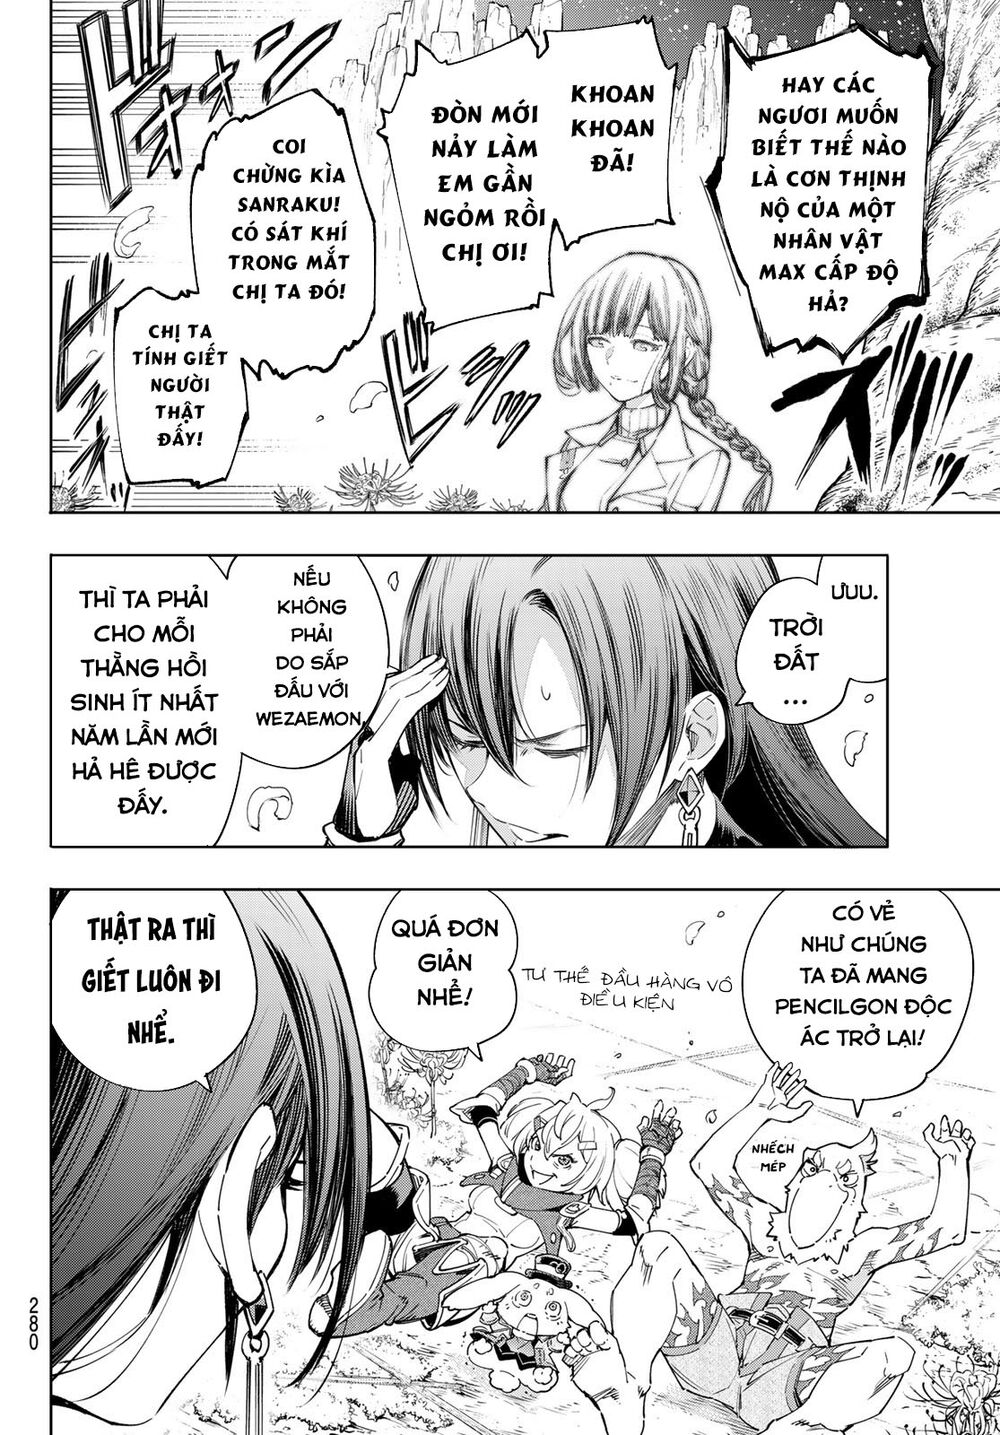 HAY CÁC
NGƯƠI MUỐN
BIẾT THẾ NÀO
LÀ CƠN THỊNH
NỘ CỦA MỘT
NHÂN VẬT
MAX CẤP ĐỘ
HẢ?
KHOAN
KHOAN
ĐÃ!
ĐÒN MỚI
NẢY LÀM
EM GẦN
NGỎM RỒI
CHỊ ƠI!
COI
CHỪNG KÌA
SANRAKU!
CÓ SÁT KHÍ
TRONG MẮT
CHỊ TA ĐÓ!
CHỊ TA
TÍNH GIẾT
NGƯỜI
THẬT
ĐẤY!
ƯUU.
TRỜI
ĐẤT
...
NẾU
KHÔNG
PHẢI
DO SẮP
ĐẤU VỚI
WEZAEMON,
THÌ TA PHẢI
CHO MỖI
THẰNG HỒI
SINH ÍT NHẤT
NĂM LẦN MỚI
HẢ HÊ ĐƯỢC
ĐẤY.
CÓ VẺ
NHƯ CHÚNG
TA ĐÃ MANG
PENCILGON ĐỘC
ÁC TRỞ LẠI!
NHẾCH
MÉP
TƯ THẾ ĐẦU HÀNG VÔ
ĐIỀU KIỆN
QUÁ ĐƠN
GIẢN
NHỂ!
THẬT RA THÌ
GIẾT LUÔN ĐI
NHỂ.
280